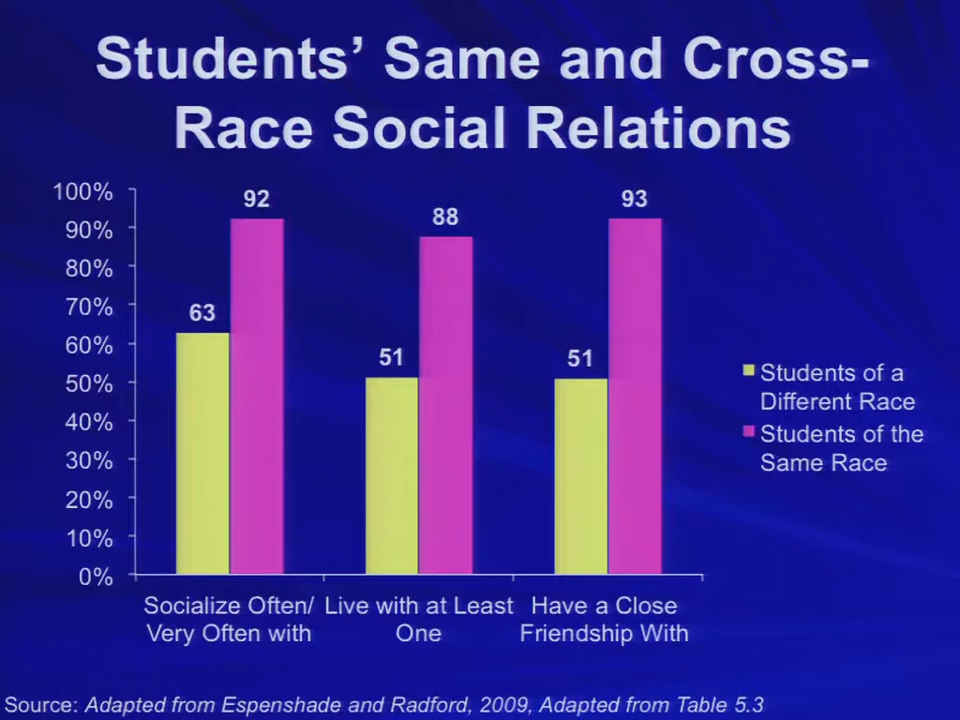 Students’ Same and Cross-
Race Social Relations
100%
90%
80%
70%
60%
50%
40%
30%
20%
10%
0%
63
92
51
88
51
93
Socialize Often/
Very Often with
Live with at Least
One
Have a Close
Friendship With
Students of a
Different Race
Students of the
Same Race
Source: Adapted from Espenshade and Radford, 2009, Adapted from Table 5.3